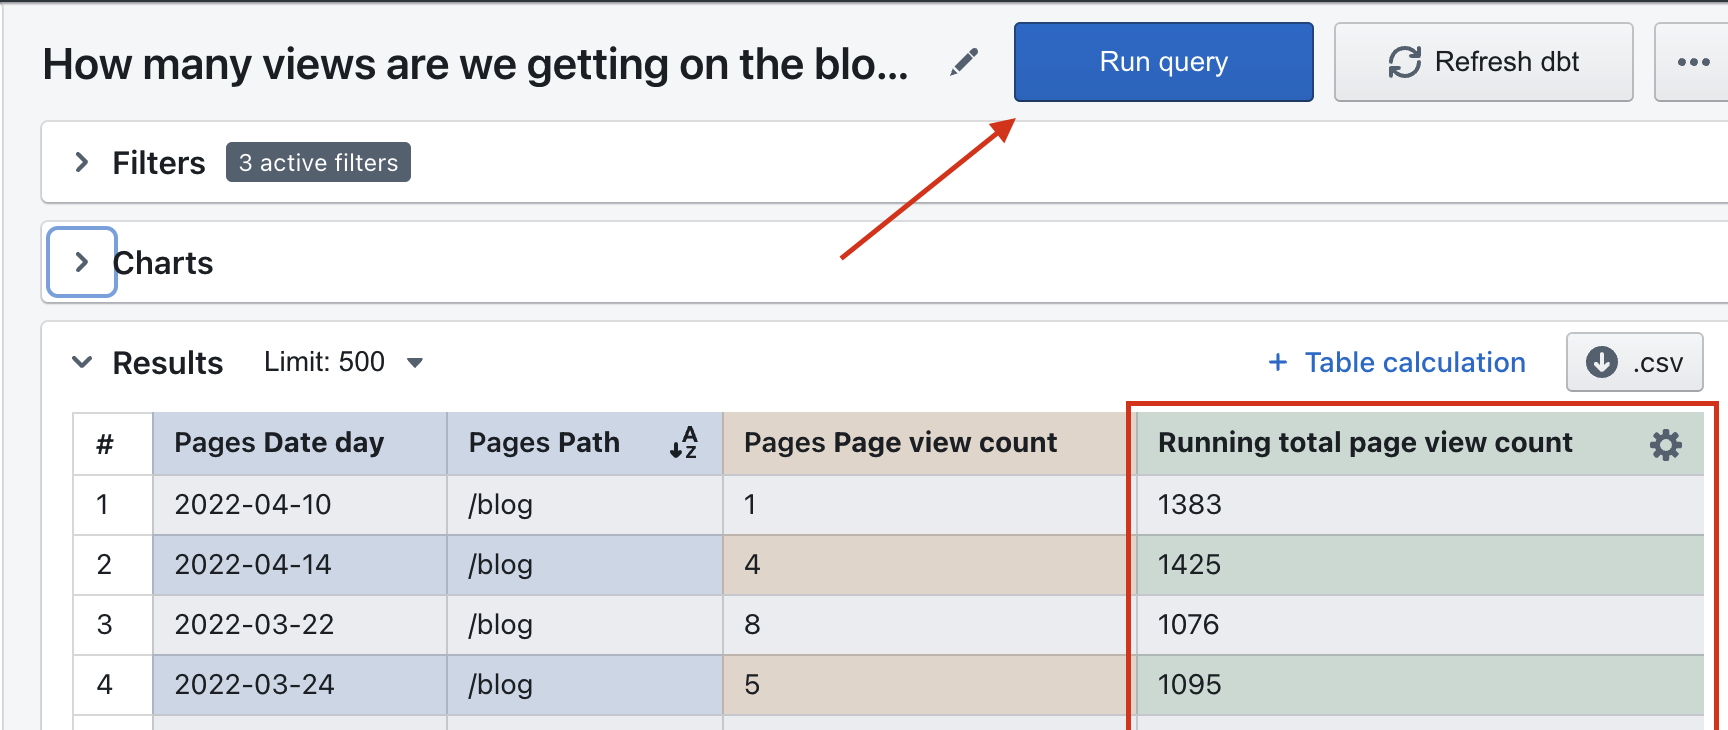 How many views are we getting on the blo...
Run query
Refresh dbt
Filters 3 active filters
Charts
Results Limit: 500
+ Table calculation
.csv
# Pages Date day Pages Path Pages Page view count Running total page view count
1 2022-04-10 /blog 1 1383
2 2022-04-14 /blog 4 1425
3 2022-03-22 /blog 8 1076
4 2022-03-24 /blog 5 1095